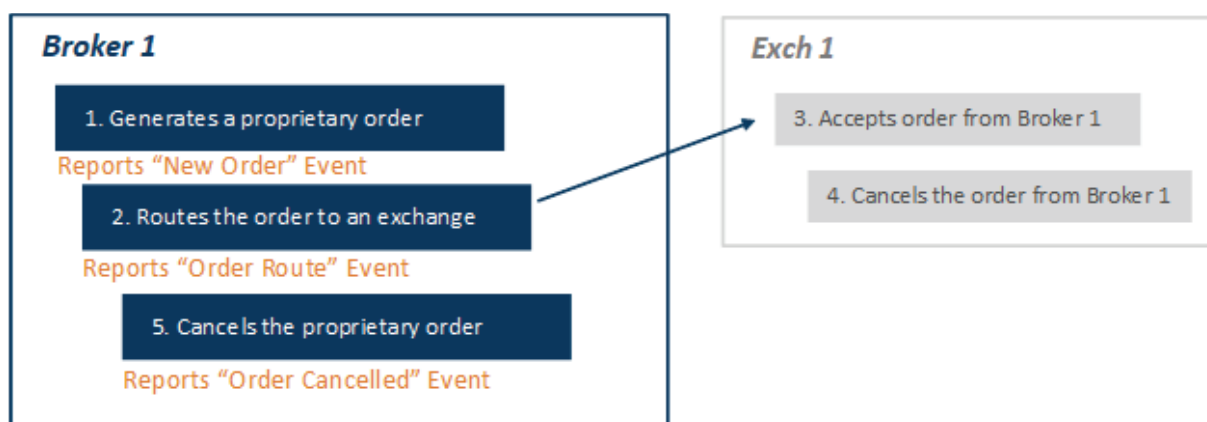 Broker 1
1. Generates a proprietary order
Reports “New Order” Event
2. Routes the order to an exchange
Reports “Order Route” Event
5. Cancels the proprietary order
Reports “Order Cancelled” Event
Exch 1
3. Accepts order from Broker 1
4. Cancels the order from Broker 1